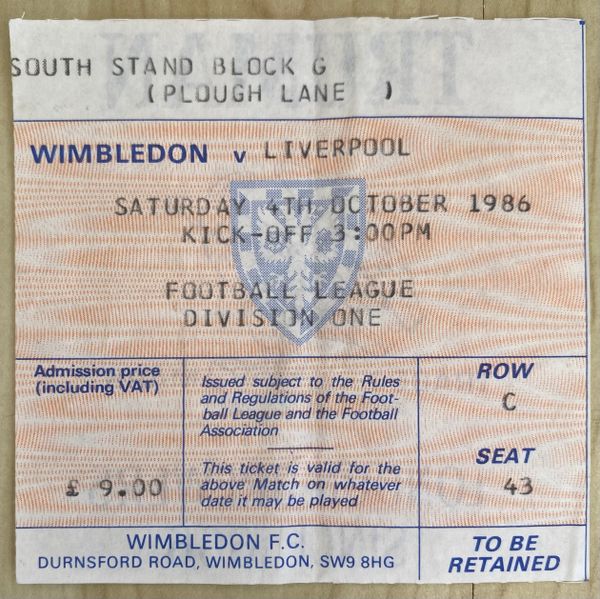 SOUTH STAND BLOCK G
(PLOUGH LANE )
WIMBLEDON v LIVERPOOL
SATURDAY 4TH OCTOBER 1986
KICK-OFF 3:00PM
FOOTBALL LEAGUE
DIVISION ONE
Admission price
(including VAT)
£ 9.00
Issued subject to the Rules
and Regulations of the Foot-
ball League and the Football
Association
This ticket is valid for the
above Match on whatever
date it may be played
ROW
C
SEAT
43
WIMBLEDON F.C.
DURNSFORD ROAD, WIMBLEDON, SW9 8HG
TO BE
RETAINED